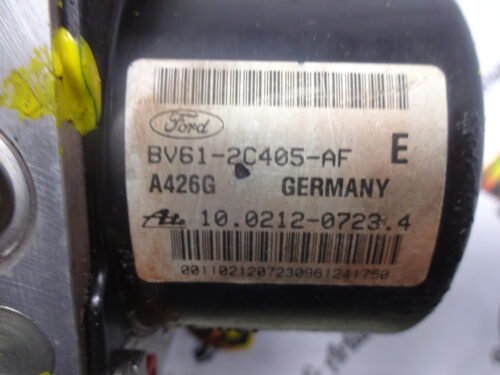 Ford
BV61-2C405-AF E
A426G GERMANY
Ate 10.0212-0723.4
0011021207230961241750